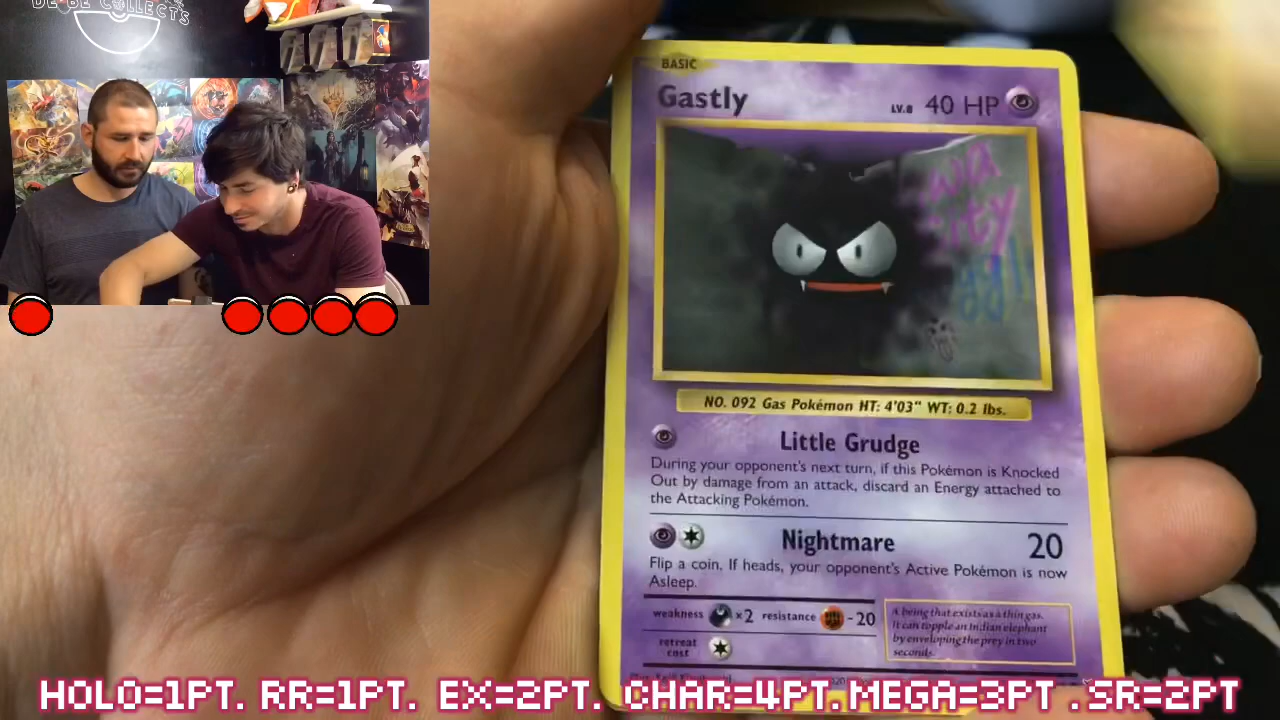 DE BE COLLECTS
BASIC
Gastly LV.8 40 HP
NO. 092 Gas Pokémon HT: 4'03" WT: 0.2 lbs.
Little Grudge
During your opponent's next turn, if this Pokémon is Knocked
Out by damage from an attack, discard an Energy attached to
the Attacking Pokémon.
Nightmare 20
Flip a coin. If heads, your opponent's Active Pokémon is now
Asleep.
weakness ×2 resistance -20
retreat
cost
A being that exists as a thin gas.
It can topple an Indian elephant
by enveloping the prey in two
seconds.
HOLO=1PT. RR=1PT. EX=2PT. CHAR=4PT.MEGA=3PT .SR=2PT